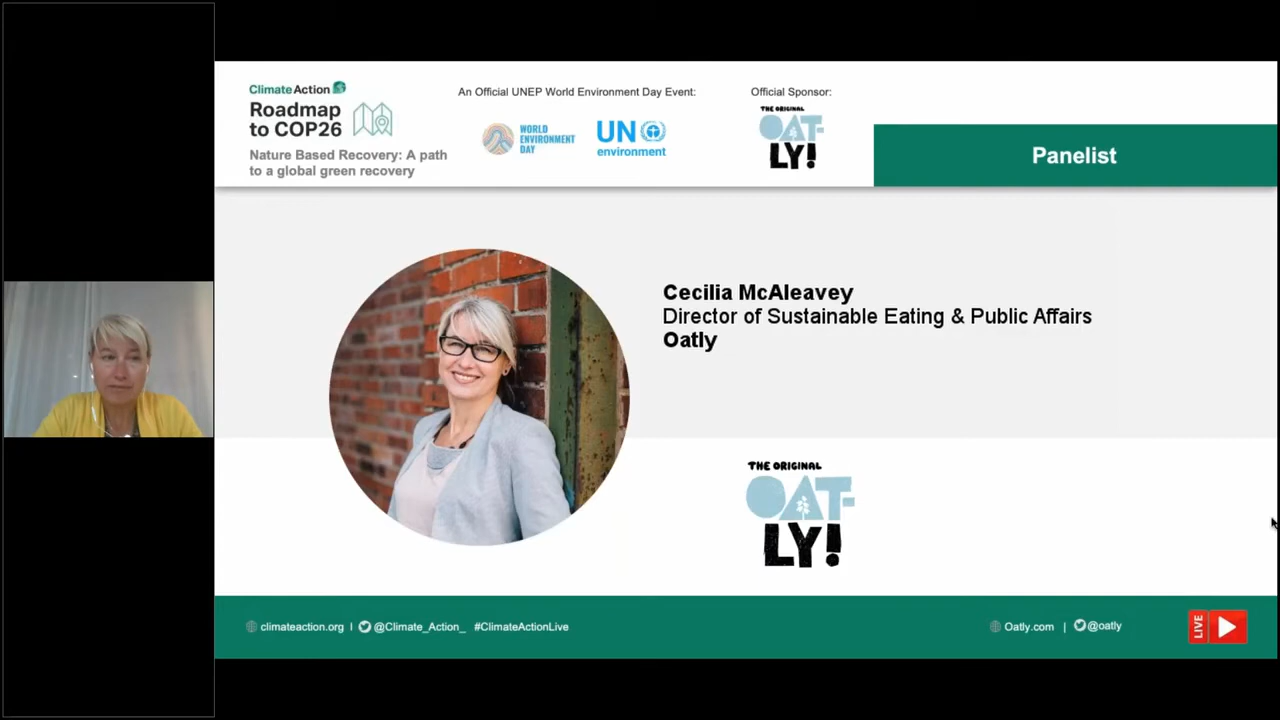 ClimateAction
Roadmap
to COP26
Nature Based Recovery: A path
to a global green recovery
An Official UNEP World Environment Day Event:
WORLD
ENVIRONMENT
DAY
UN
environment
Official Sponsor:
THE ORIGINAL
OAT-
LY!
Panelist
Cecilia McAleavey
Director of Sustainable Eating & Public Affairs
Oatly
THE ORIGINAL
OAT-
LY!
climateaction.org | @Climate_Action_ #ClimateActionLive
Oatly.com | @oatly
LIVE